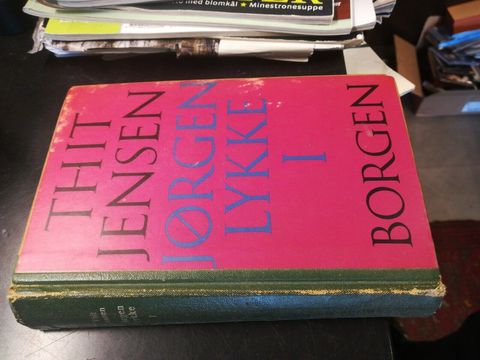 med blomkål ★ Minestronesuppe
THIT
JENSEN
JØRGEN
LYKKE
I
BORGEN